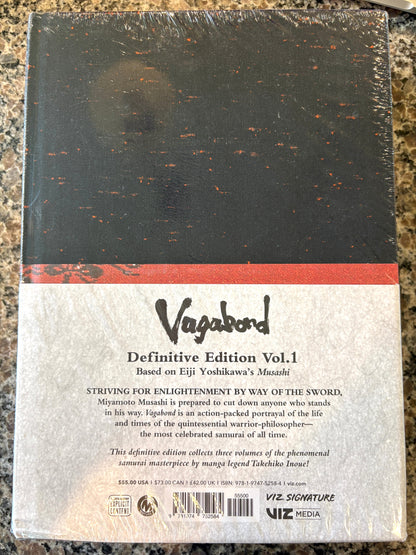 Vagabond
Definitive Edition Vol.1
Based on Eiji Yoshikawa's Musashi
STRIVING FOR ENLIGHTENMENT BY WAY OF THE SWORD,
Miyamoto Musashi is prepared to cut down anyone who stands
in his way. Vagabond is an action-packed portrayal of the life
and times of the quintessential warrior-philosopher—
the most celebrated samurai of all time.
This definitive edition collects three volumes of the phenomenal
samurai masterpiece by manga legend Takehiko Inoue!
$55.00 USA | $73.00 CAN | £42.00 UK | ISBN: 978-1-9747-5258-4 | viz.com
EXPLICIT CONTENT
55500
VIZ SIGNATURE
VIZ MEDIA